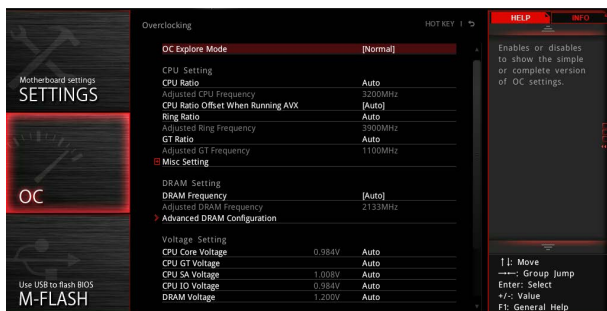 Overclocking
HOT KEY |
HELP
INFO
Motherboard settings
SETTINGS
OC
Use USB to flash BIOS
M-FLASH
OC Explore Mode [Normal]
CPU Setting
CPU Ratio Auto
Adjusted CPU Frequency 3200MHz
CPU Ratio Offset When Running AVX [Auto]
Ring Ratio Auto
Adjusted Ring Frequency 3900MHz
GT Ratio Auto
Adjusted GT Frequency 1100MHz
Misc Setting
DRAM Setting
DRAM Frequency [Auto]
Adjusted DRAM Frequency 2133MHz
Advanced DRAM Configuration
Voltage Setting
CPU Core Voltage 0.984V Auto
CPU GT Voltage Auto
CPU SA Voltage 1.008V Auto
CPU IO Voltage 0.984V Auto
DRAM Voltage 1.200V Auto
Enables or disables
to show the simple
or complete version
of OC settings.
↑↓: Move
→←: Group Jump
Enter: Select
+/-: Value
F1: General Help